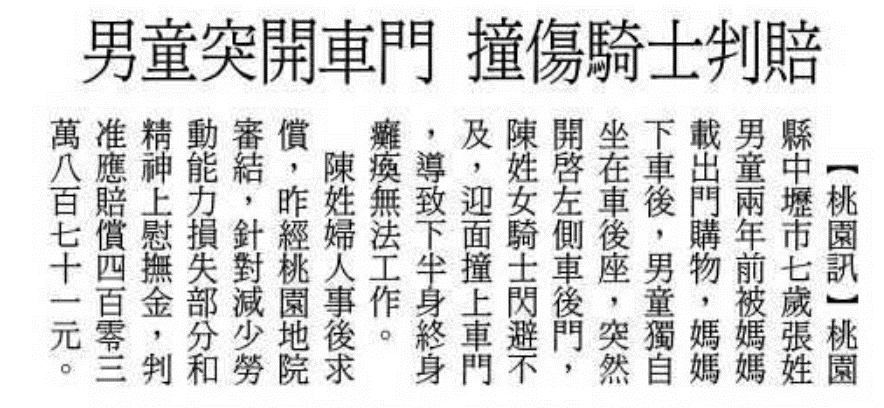 男童突開車門 撞傷騎士判賠
【桃園訊】桃園
縣中壢市七歲張姓
男童兩年前被媽媽
載出門購物，媽媽
下車後，男童獨自
坐在車後座，突然
開啟左側車後門，
陳姓女騎士閃避不
及，迎面撞上車門
，導致下半身終身
癱瘓無法工作。
陳姓婦人事後求
償，昨經桃園地院
審結，針對減少勞
動能力損失部分和
精神上慰撫金，判
准應賠償四百零三
萬八百七十一元。